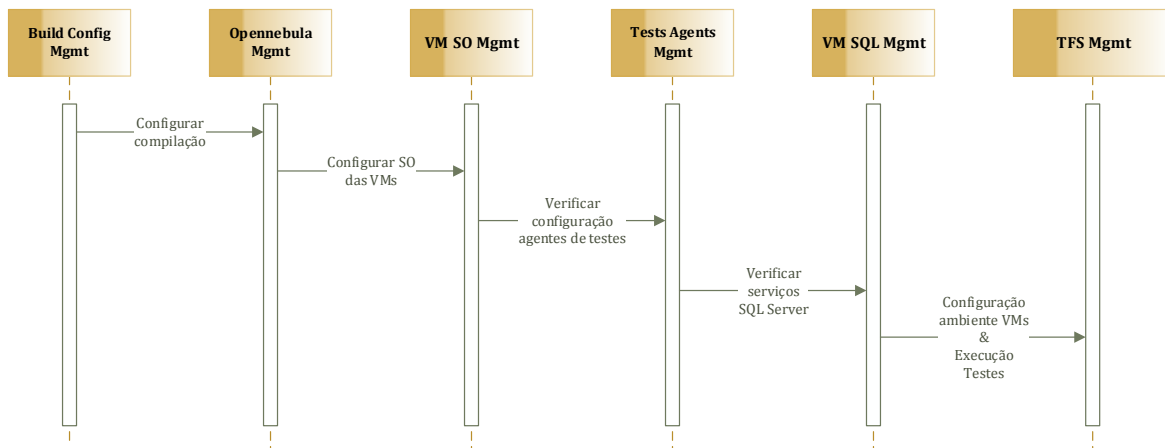 Build Config
Mgmt
Opennebula
Mgmt
VM SO Mgmt
Tests Agents
Mgmt
VM SQL Mgmt
TFS Mgmt
Configurar
compilação
Configurar SO
das VMs
Verificar
configuração
agentes de testes
Verificar
serviços
SQL Server
Configuração
ambiente VMs
&
Execução
Testes